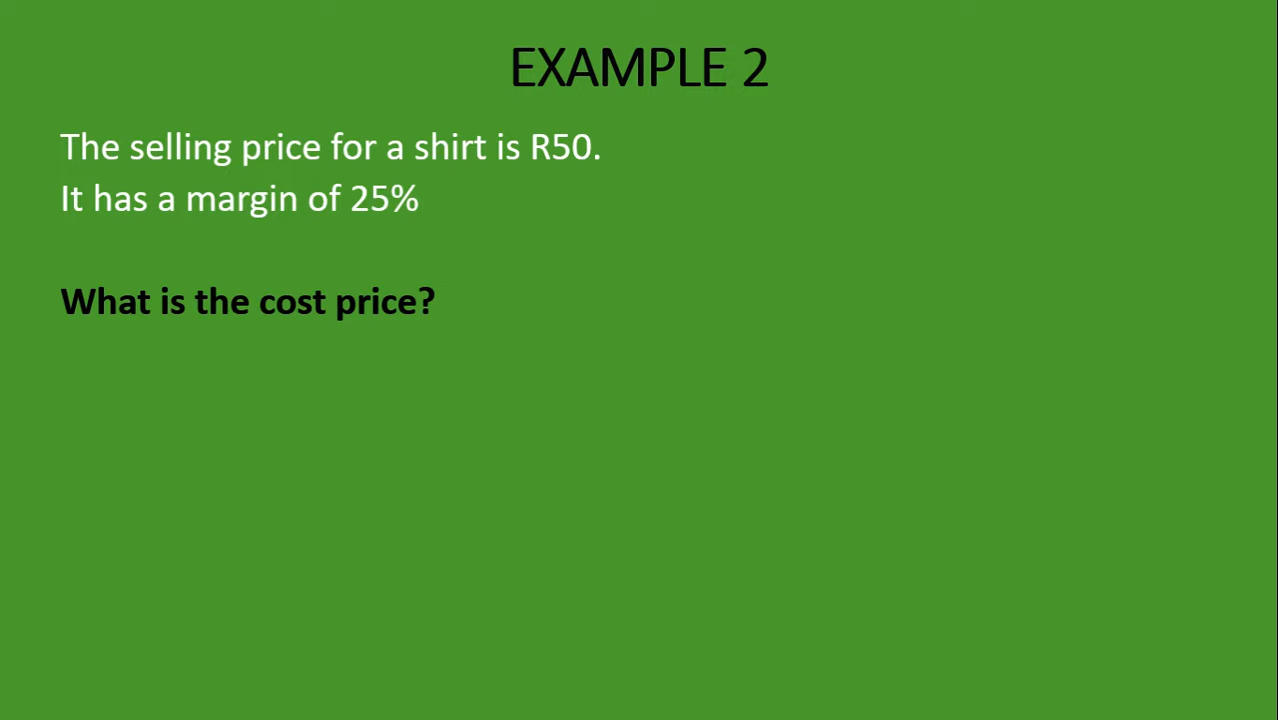 EXAMPLE 2
The selling price for a shirt is R50.
It has a margin of 25%
What is the cost price?